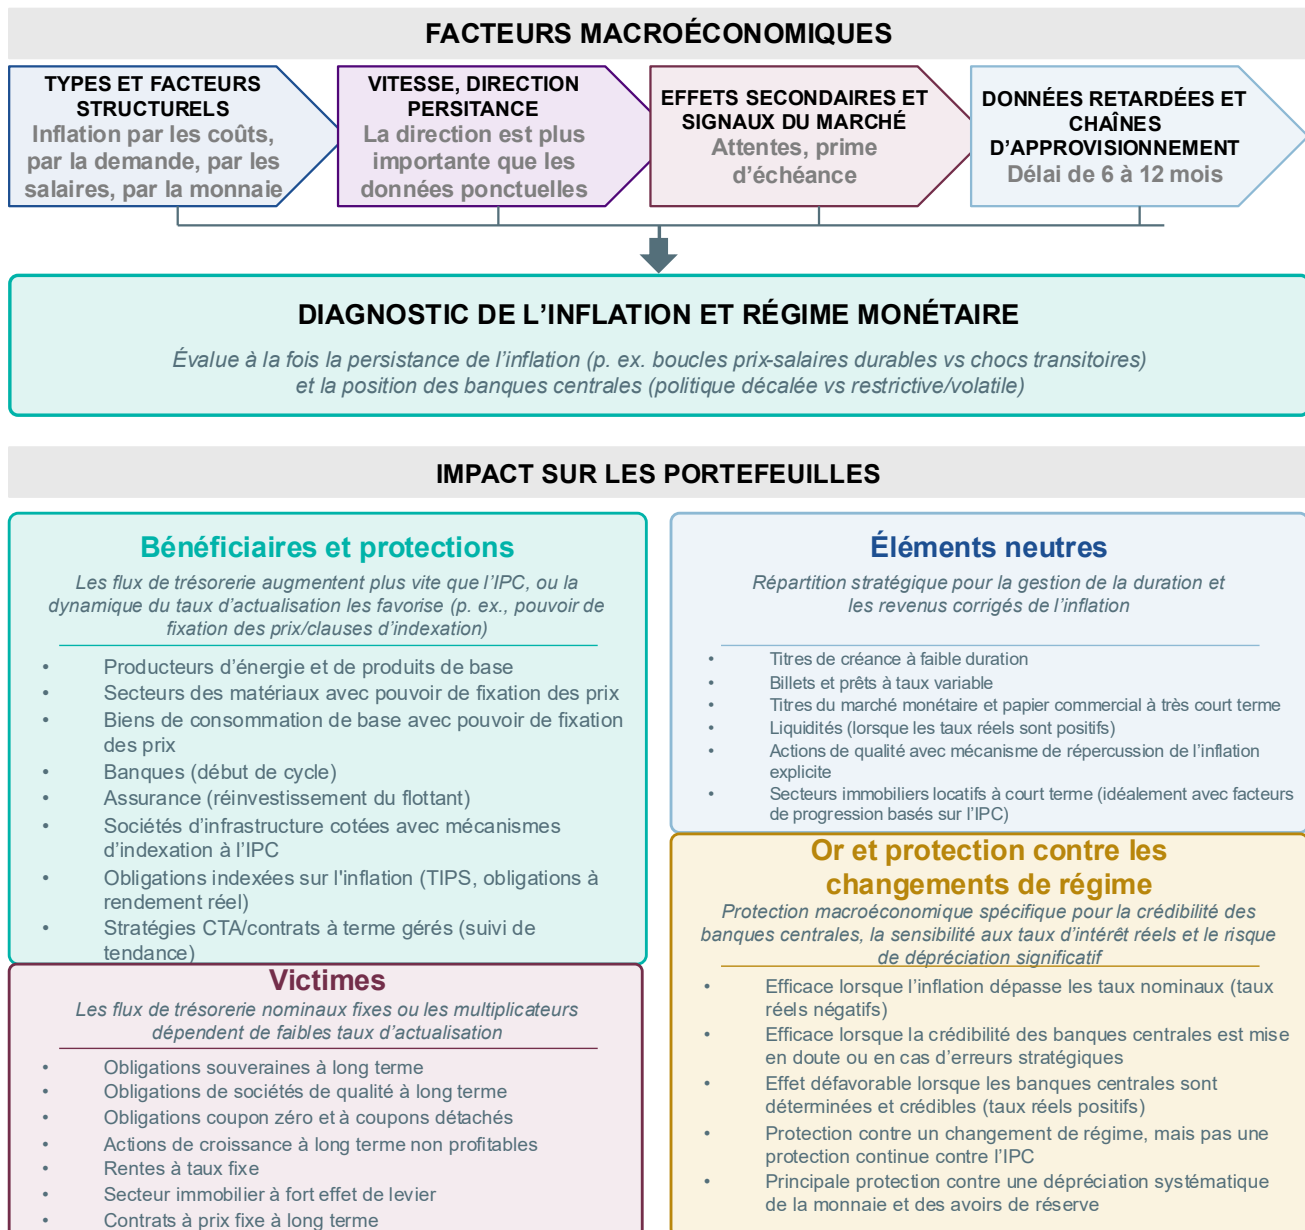 FACTEURS MACROÉCONOMIQUES
TYPES ET FACTEURS
STRUCTURELS
Inflation par les coûts,
par la demande, par les
salaires, par la monnaie
VITESSE, DIRECTION
PERSITANCE
La direction est plus
importante que les
données ponctuelles
EFFETS SECONDAIRES ET
SIGNAUX DU MARCHÉ
Attentes, prime
d’échéance
DONNÉES RETARDÉES ET
CHAÎNES
D’APPROVISIONNEMENT
Délai de 6 à 12 mois
DIAGNOSTIC DE L’INFLATION ET RÉGIME MONÉTAIRE
Évalue à la fois la persistance de l’inflation (p. ex. boucles prix-salaires durables vs chocs transitoires)
et la position des banques centrales (politique décalée vs restrictive/volatile)
IMPACT SUR LES PORTEFEUILLES
Bénéficiaires et protections
Les flux de trésorerie augmentent plus vite que l’IPC, ou la
dynamique du taux d’actualisation les favorise (p. ex., pouvoir de
fixation des prix/clauses d’indexation)
• Producteurs d’énergie et de produits de base
• Secteurs des matériaux avec pouvoir de fixation des prix
• Biens de consommation de base avec pouvoir de fixation
des prix
• Banques (début de cycle)
• Assurance (réinvestissement du flottant)
• Sociétés d’infrastructure cotées avec mécanismes
d’indexation à l’IPC
• Obligations indexées sur l'inflation (TIPS, obligations à
rendement réel)
• Stratégies CTA/contrats à terme gérés (suivi de
tendance)
Victimes
Les flux de trésorerie nominaux fixes ou les multiplicateurs
dépendent de faibles taux d’actualisation
• Obligations souveraines à long terme
• Obligations de sociétés de qualité à long terme
• Obligations coupon zéro et à coupons détachés
• Actions de croissance à long terme non profitables
• Rentes à taux fixe
• Secteur immobilier à fort effet de levier
• Contrats à prix fixe à long terme
Éléments neutres
Répartition stratégique pour la gestion de la duration et
les revenus corrigés de l’inflation
• Titres de créance à faible duration
• Billets et prêts à taux variable
• Titres du marché monétaire et papier commercial à très court terme
• Liquidités (lorsque les taux réels sont positifs)
• Actions de qualité avec mécanisme de répercussion de l’inflation
explicite
• Secteurs immobiliers locatifs à court terme (idéalement avec facteurs
de progression basés sur l’IPC)
Or et protection contre les
changements de régime
Protection macroéconomique spécifique pour la crédibilité des
banques centrales, la sensibilité aux taux d’intérêt réels et le risque
de dépréciation significatif
• Efficace lorsque l’inflation dépasse les taux nominaux (taux
réels négatifs)
• Efficace lorsque la crédibilité des banques centrales est mise
en doute ou en cas d’erreurs stratégiques
• Effet défavorable lorsque les banques centrales sont
déterminées et crédibles (taux réels positifs)
• Protection contre un changement de régime, mais pas une
protection continue contre l’IPC
• Principale protection contre une dépréciation systématique
de la monnaie et des avoirs de réserve